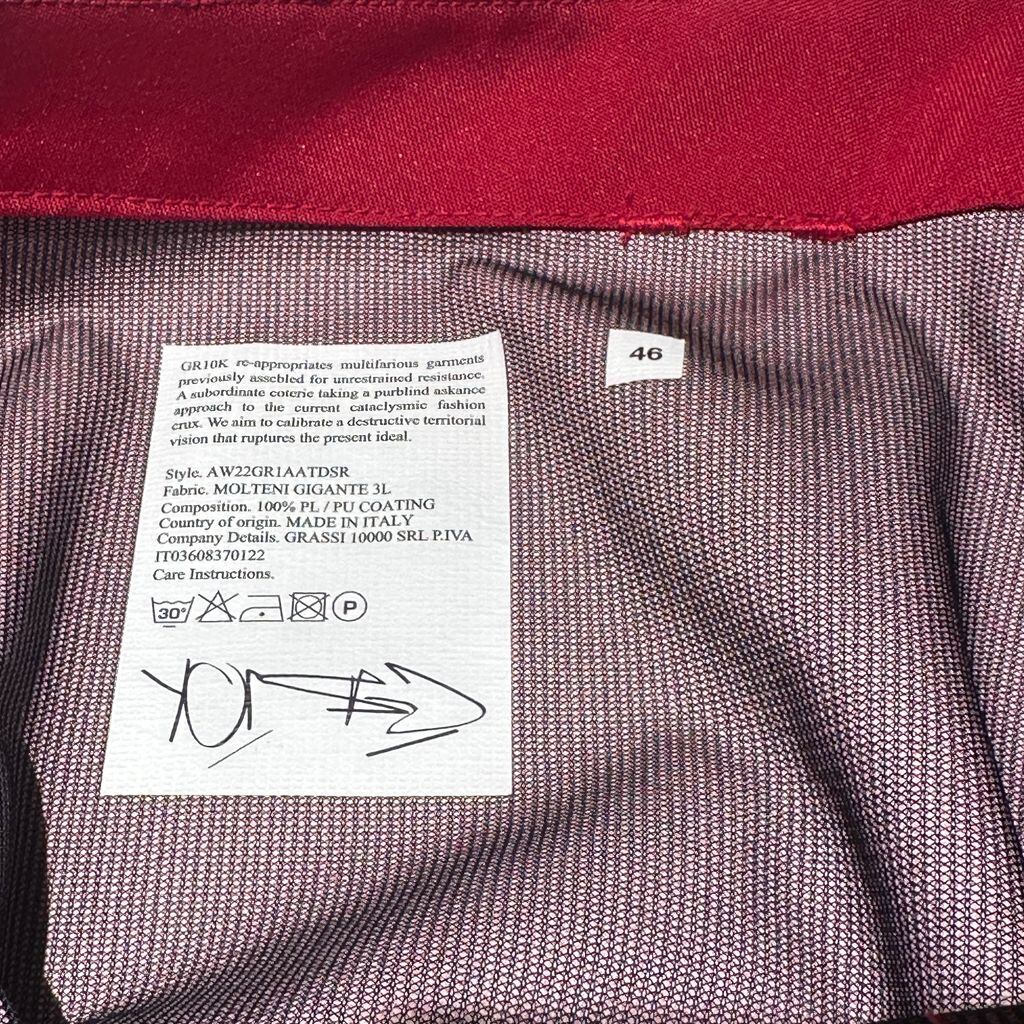 GR10K re-appropriates multifarious garments
previously assebled for unrestrained resistance.
A subordinate coterie taking a purblind askance
approach to the current cataclysmic fashion
crux. We aim to calibrate a destructive territorial
vision that ruptures the present ideal.
Style. AW22GR1AATDSR
Fabric. MOLTENI GIGANTE 3L
Composition. 100% PL / PU COATING
Country of origin. MADE IN ITALY
Company Details. GRASSI 10000 SRL P.IVA
IT03608370122
Care Instructions.
30° P
46